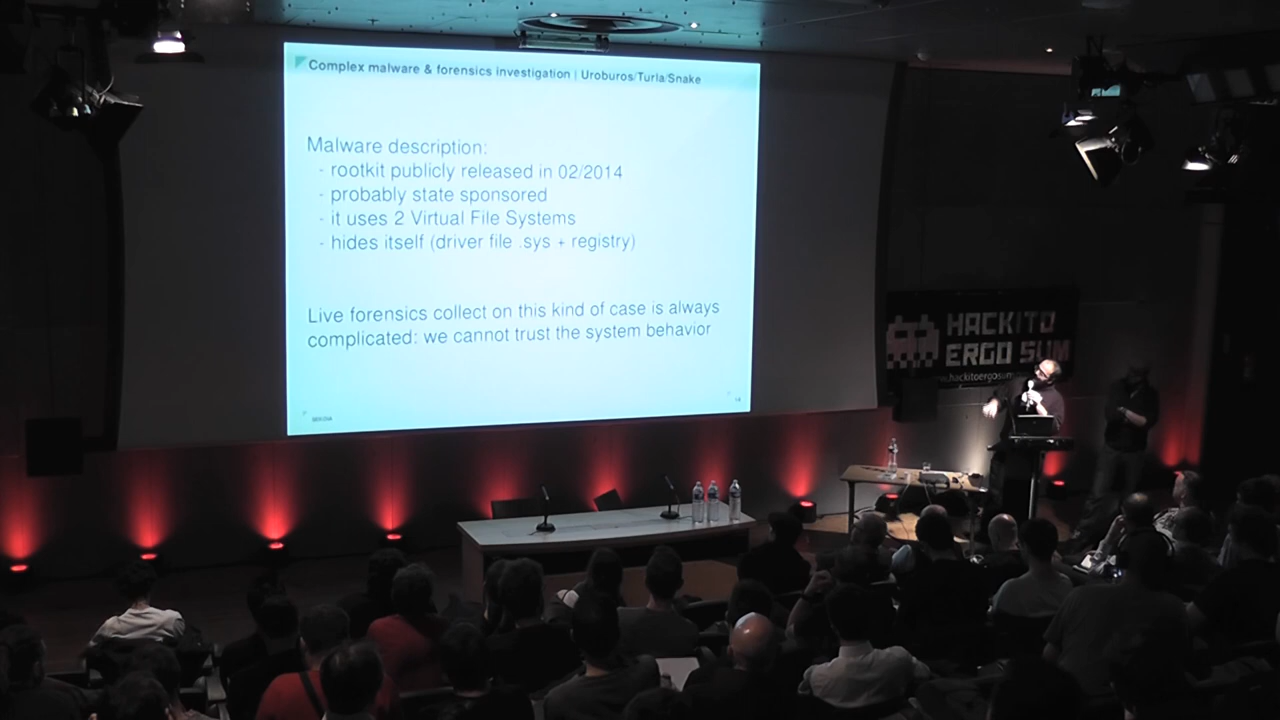 Complex malware & forensics investigation | Uroburos/Turla/Snake
Malware description:
- rootkit publicly released in 02/2014
- probably state sponsored
- it uses 2 Virtual File Systems
- hides itself (driver file .sys + registry)
Live forensics collect on this kind of case is always
complicated: we cannot trust the system behavior
14
SEKOIA
HACKITO
ERGO SUM